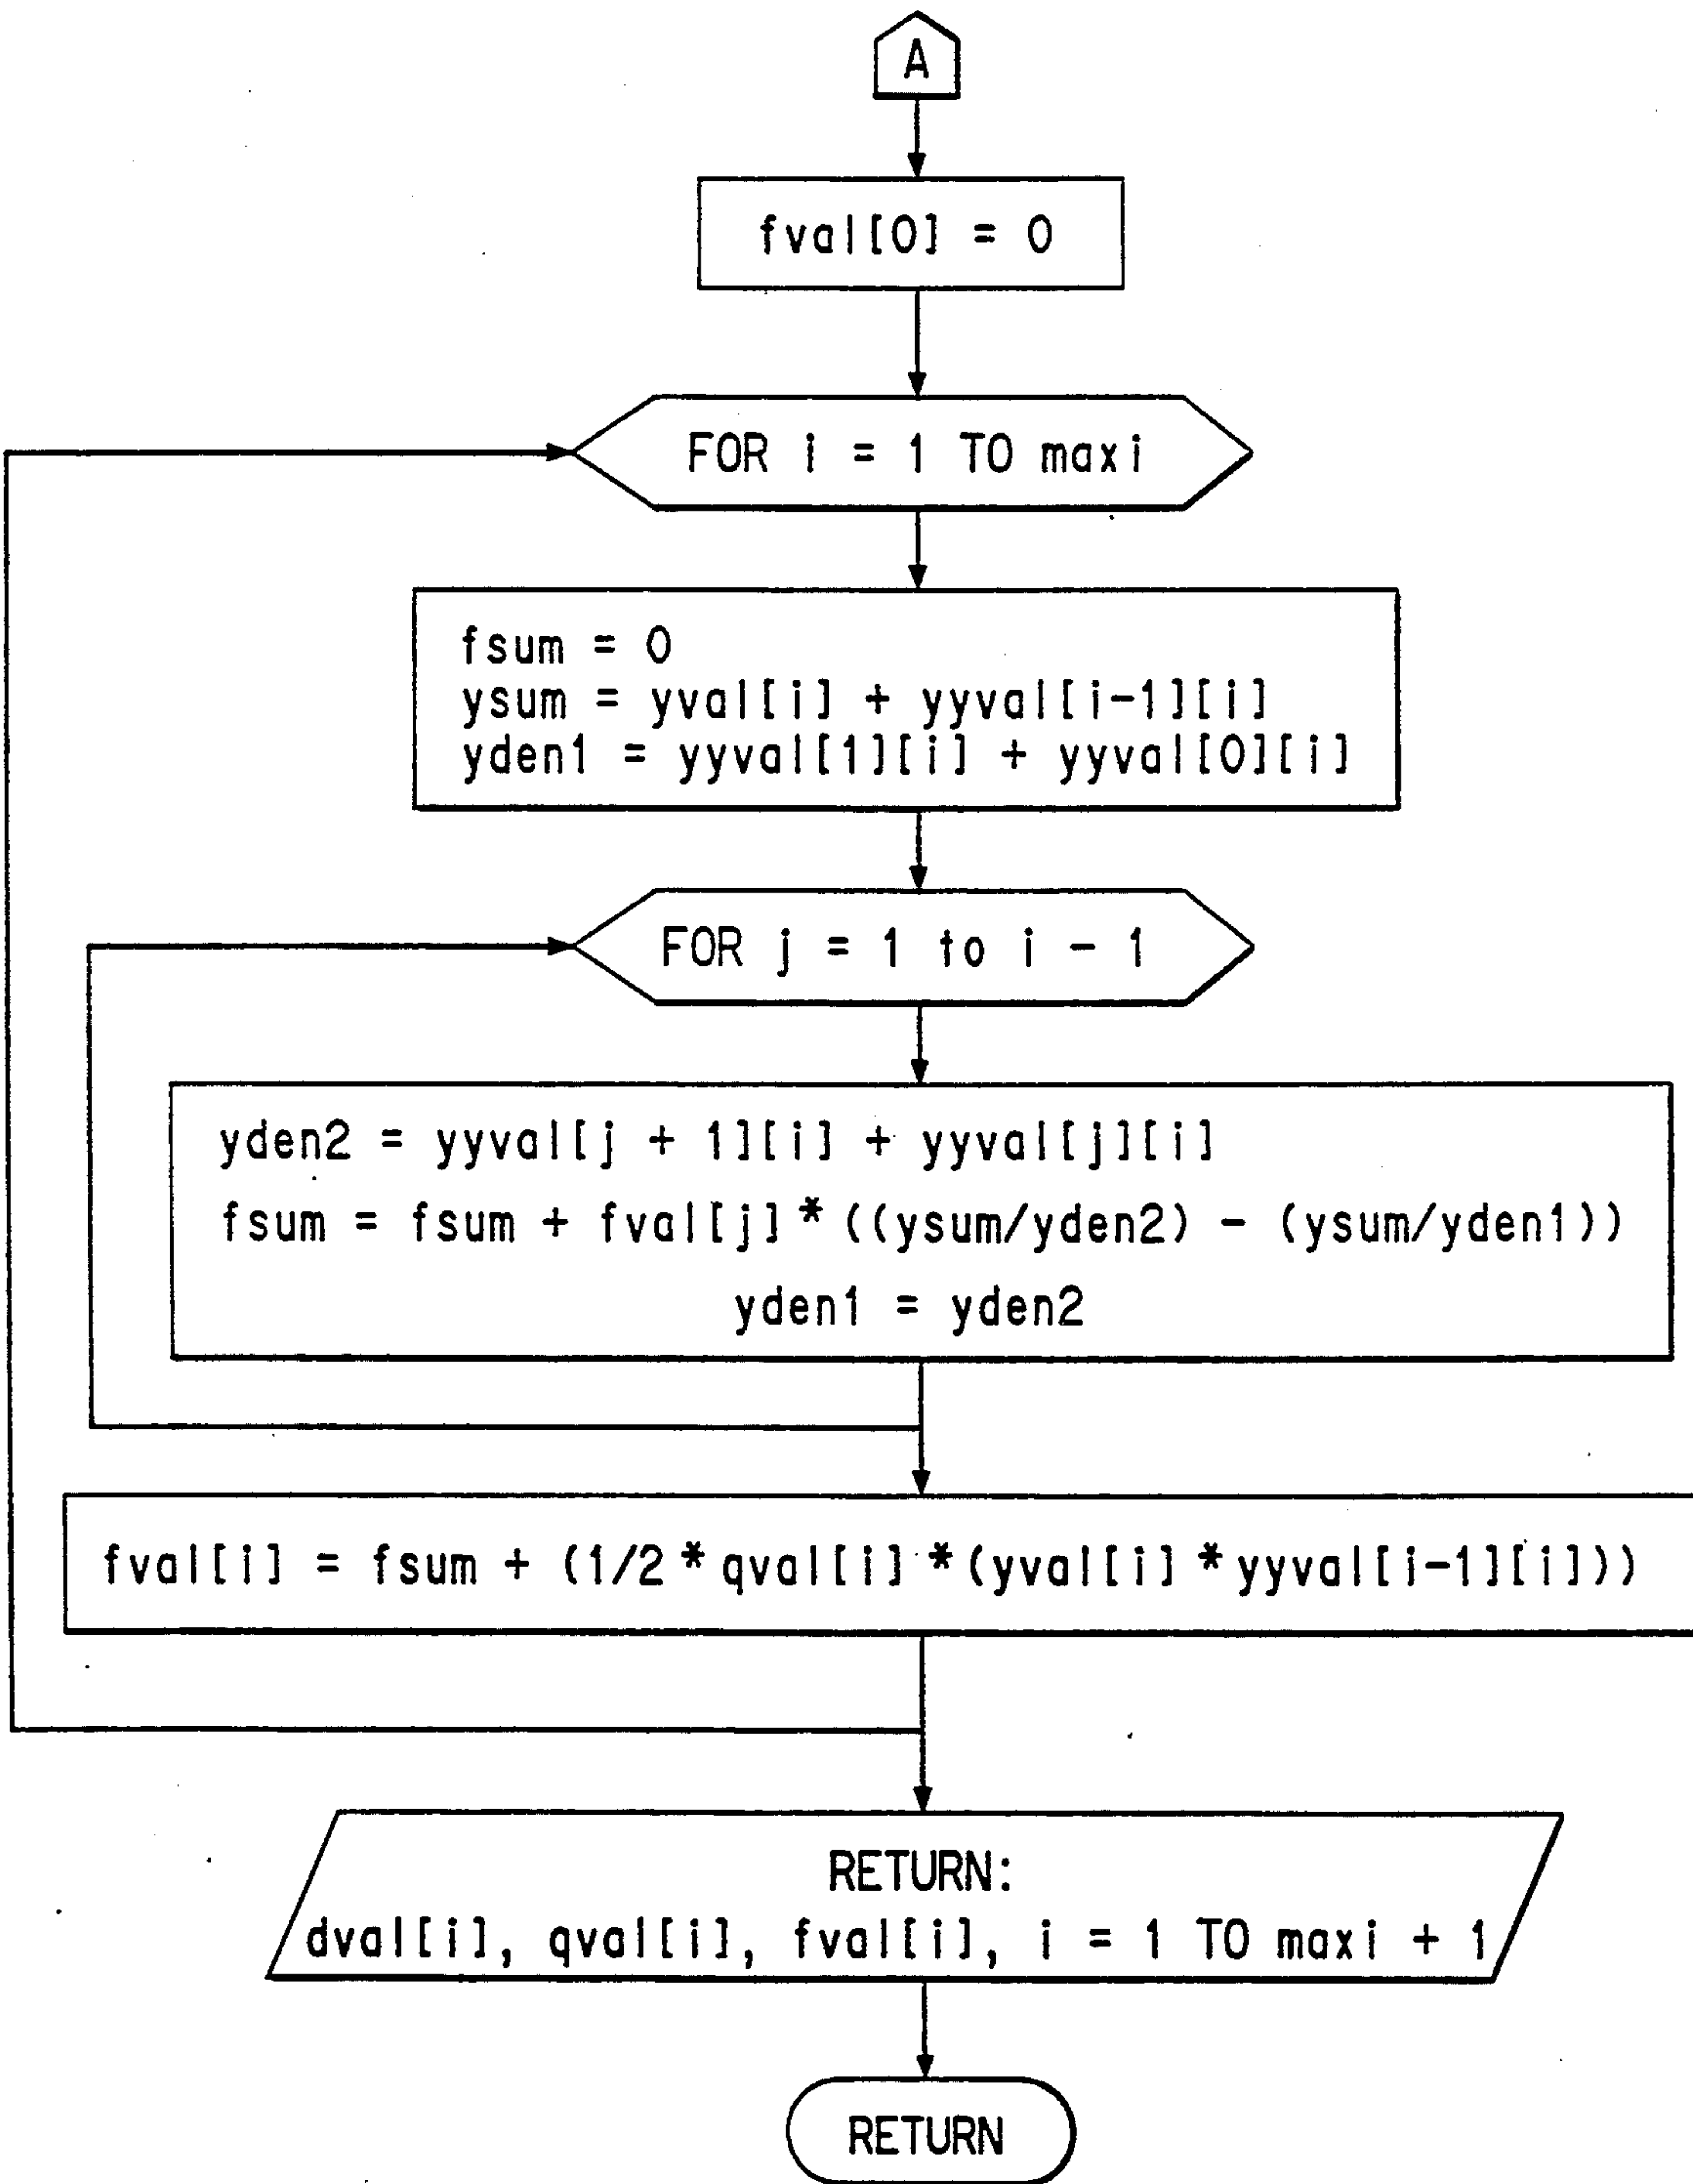 A
fval[0] = 0
FOR i = 1 TO maxi
fsum = 0
ysum = yval[i] + yyval[i-1][i]
yden1 = yyval[1][i] + yyval[0][i]
FOR j = 1 to i - 1
yden2 = yyval[j + 1][i] + yyval[j][i]
fsum = fsum + fval[j]*((ysum/yden2) - (ysum/yden1))
yden1 = yden2
fval[i] = fsum + (1/2*qval[i]*(yval[i]*yyval[i-1][i]))
RETURN:
dval[i], qval[i], fval[i], i = 1 TO maxi + 1
RETURN